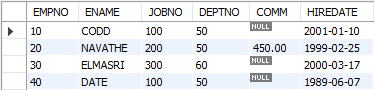 EMPNO ENAME JOBNO DEPTNO COMM HIREDATE
10 CODD 100 50 NULL 2001-01-10
20 NAVATHE 200 50 450.00 1999-02-25
30 ELMASRI 300 60 NULL 2000-03-17
40 DATE 100 50 NULL 1989-06-07